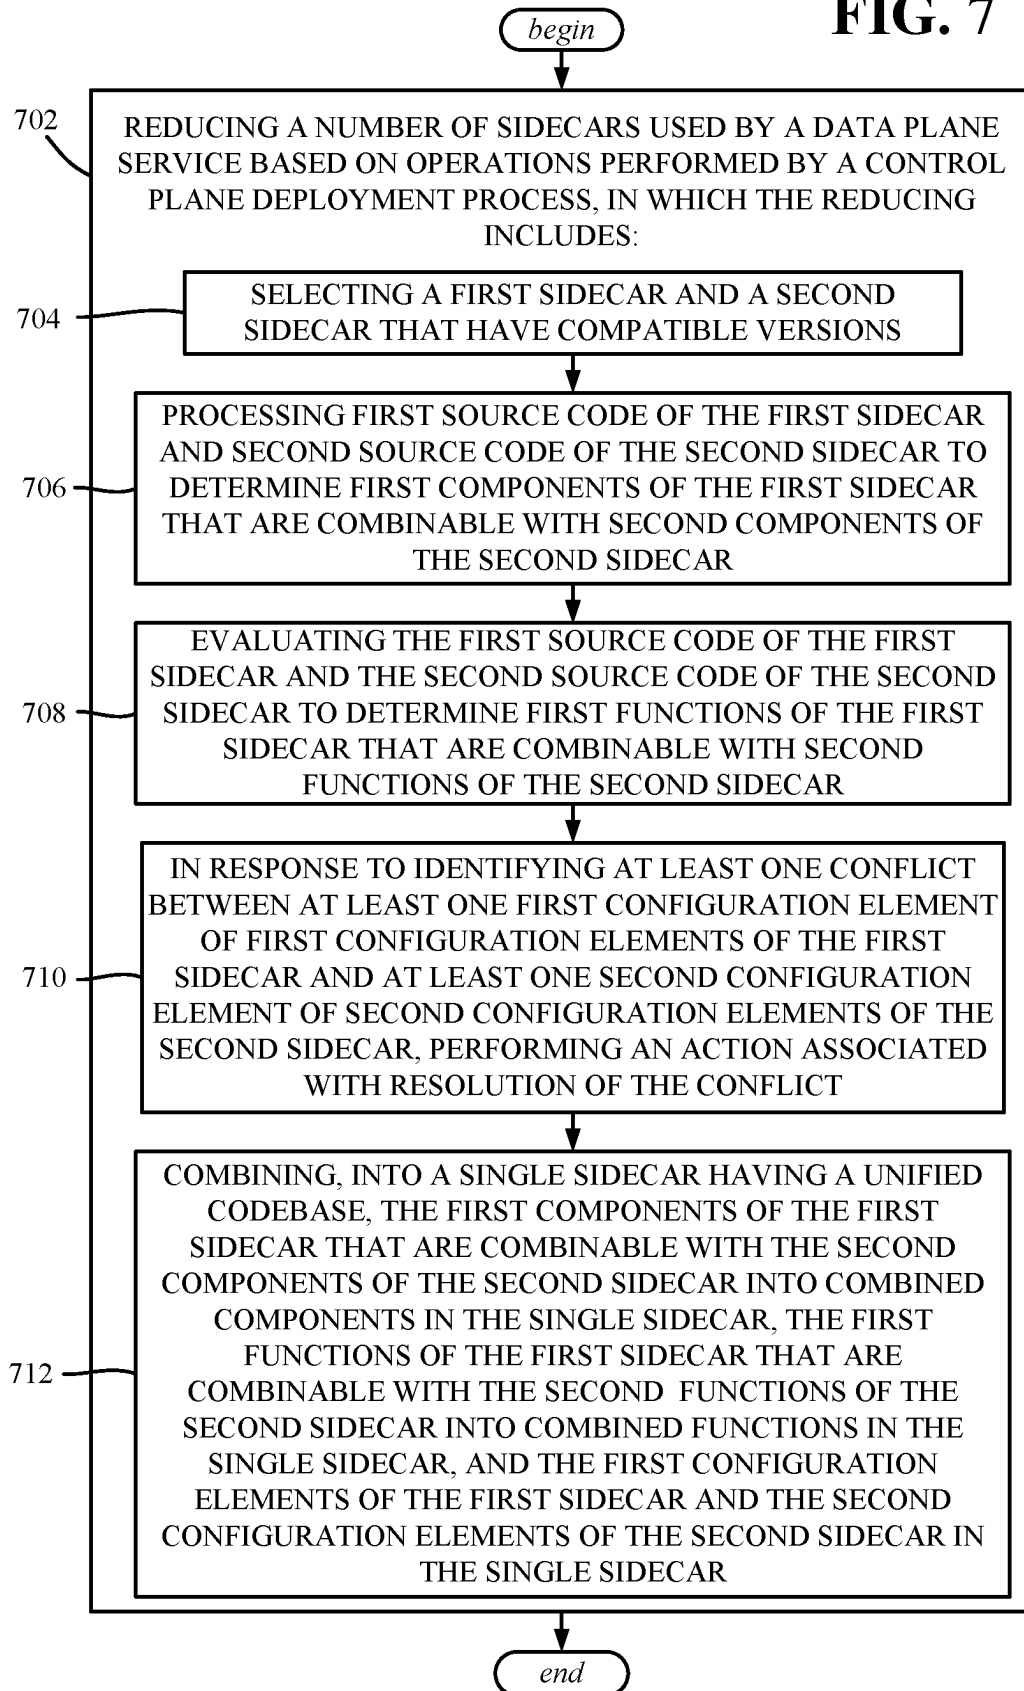 FIG. 7
begin
702
REDUCING A NUMBER OF SIDECARS USED BY A DATA PLANE
SERVICE BASED ON OPERATIONS PERFORMED BY A CONTROL
PLANE DEPLOYMENT PROCESS, IN WHICH THE REDUCING
INCLUDES:
704
SELECTING A FIRST SIDECAR AND A SECOND
SIDECAR THAT HAVE COMPATIBLE VERSIONS
706
PROCESSING FIRST SOURCE CODE OF THE FIRST SIDECAR
AND SECOND SOURCE CODE OF THE SECOND SIDECAR TO
DETERMINE FIRST COMPONENTS OF THE FIRST SIDECAR
THAT ARE COMBINABLE WITH SECOND COMPONENTS OF
THE SECOND SIDECAR
708
EVALUATING THE FIRST SOURCE CODE OF THE FIRST
SIDECAR AND THE SECOND SOURCE CODE OF THE SECOND
SIDECAR TO DETERMINE FIRST FUNCTIONS OF THE FIRST
SIDECAR THAT ARE COMBINABLE WITH SECOND
FUNCTIONS OF THE SECOND SIDECAR
710
IN RESPONSE TO IDENTIFYING AT LEAST ONE CONFLICT
BETWEEN AT LEAST ONE FIRST CONFIGURATION ELEMENT
OF FIRST CONFIGURATION ELEMENTS OF THE FIRST
SIDECAR AND AT LEAST ONE SECOND CONFIGURATION
ELEMENT OF SECOND CONFIGURATION ELEMENTS OF THE
SECOND SIDECAR, PERFORMING AN ACTION ASSOCIATED
WITH RESOLUTION OF THE CONFLICT
712
COMBINING, INTO A SINGLE SIDECAR HAVING A UNIFIED
CODEBASE, THE FIRST COMPONENTS OF THE FIRST
SIDECAR THAT ARE COMBINABLE WITH THE SECOND
COMPONENTS OF THE SECOND SIDECAR INTO COMBINED
COMPONENTS IN THE SINGLE SIDECAR, THE FIRST
FUNCTIONS OF THE FIRST SIDECAR THAT ARE
COMBINABLE WITH THE SECOND FUNCTIONS OF THE
SECOND SIDECAR INTO COMBINED FUNCTIONS IN THE
SINGLE SIDECAR, AND THE FIRST CONFIGURATION
ELEMENTS OF THE FIRST SIDECAR AND THE SECOND
CONFIGURATION ELEMENTS OF THE SECOND SIDECAR IN
THE SINGLE SIDECAR
end